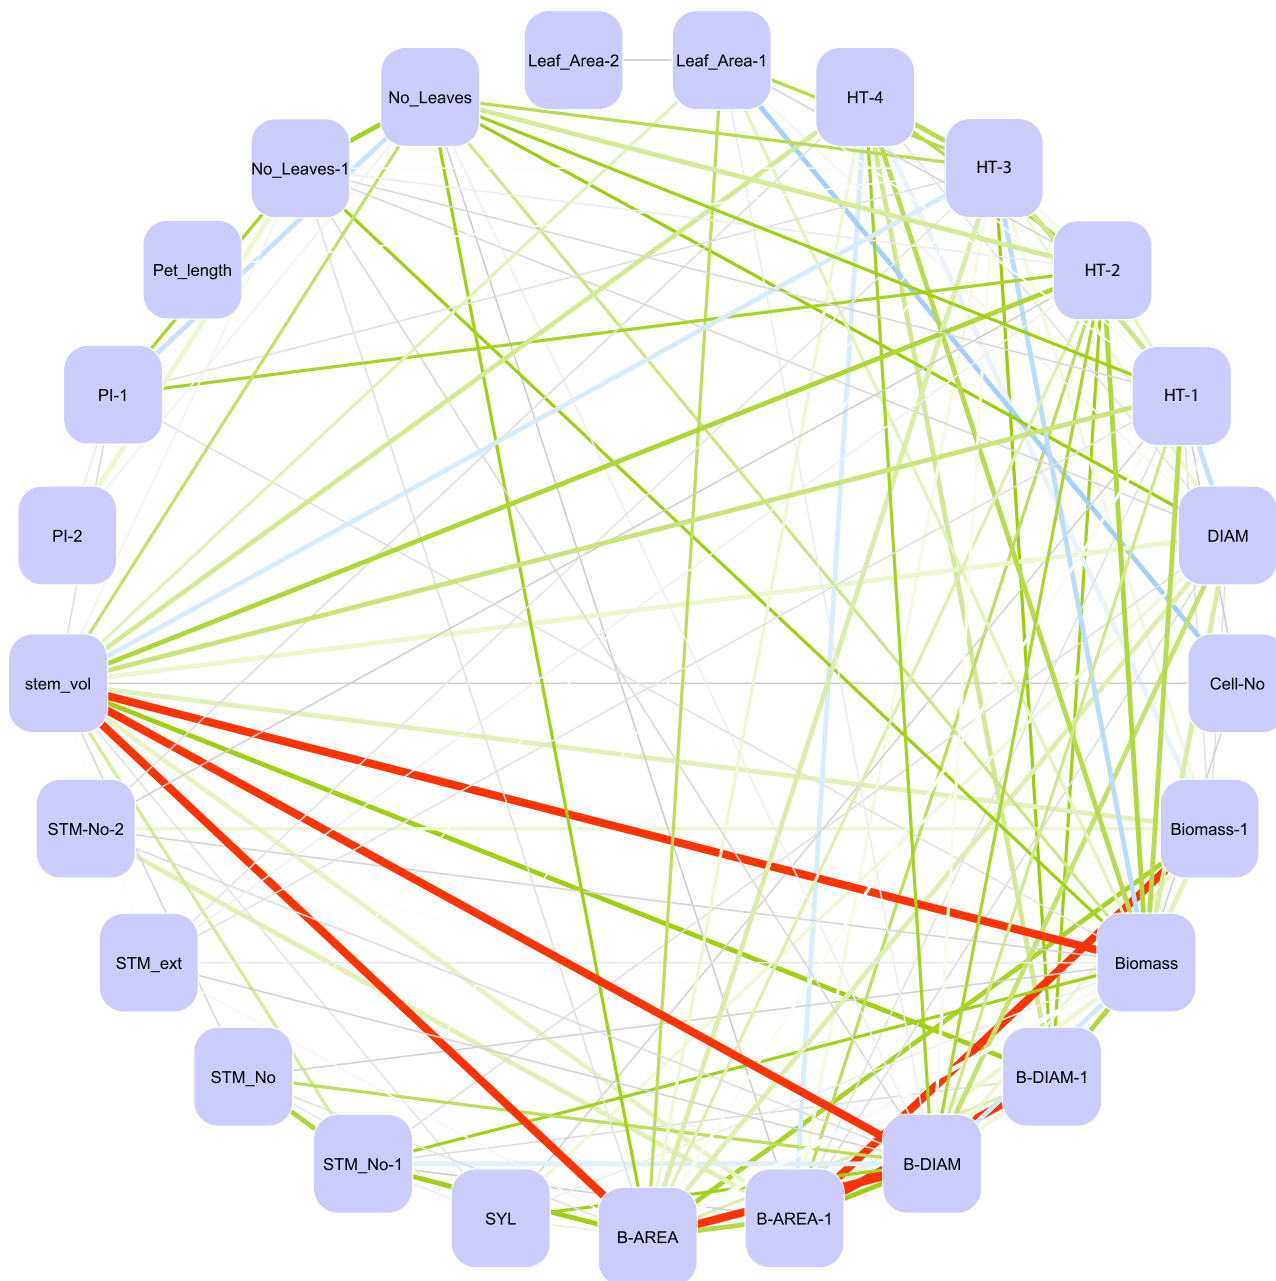 Leaf_Area-2
Leaf_Area-1
No_Leaves
HT-4
No_Leaves-1
HT-3
Pet_length
HT-2
PI-1
HT-1
PI-2
DIAM
stem_vol
Cell-No
STM-No-2
Biomass-1
STM_ext
Biomass
STM_No
B-DIAM-1
STM_No-1
B-DIAM
SYL
B-AREA-1
B-AREA